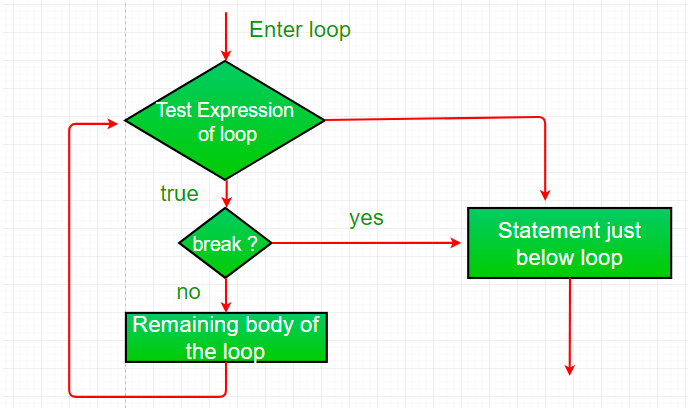 Enter loop
Test Expression
of loop
true
break ?
yes
Statement just
below loop
no
Remaining body of
the loop